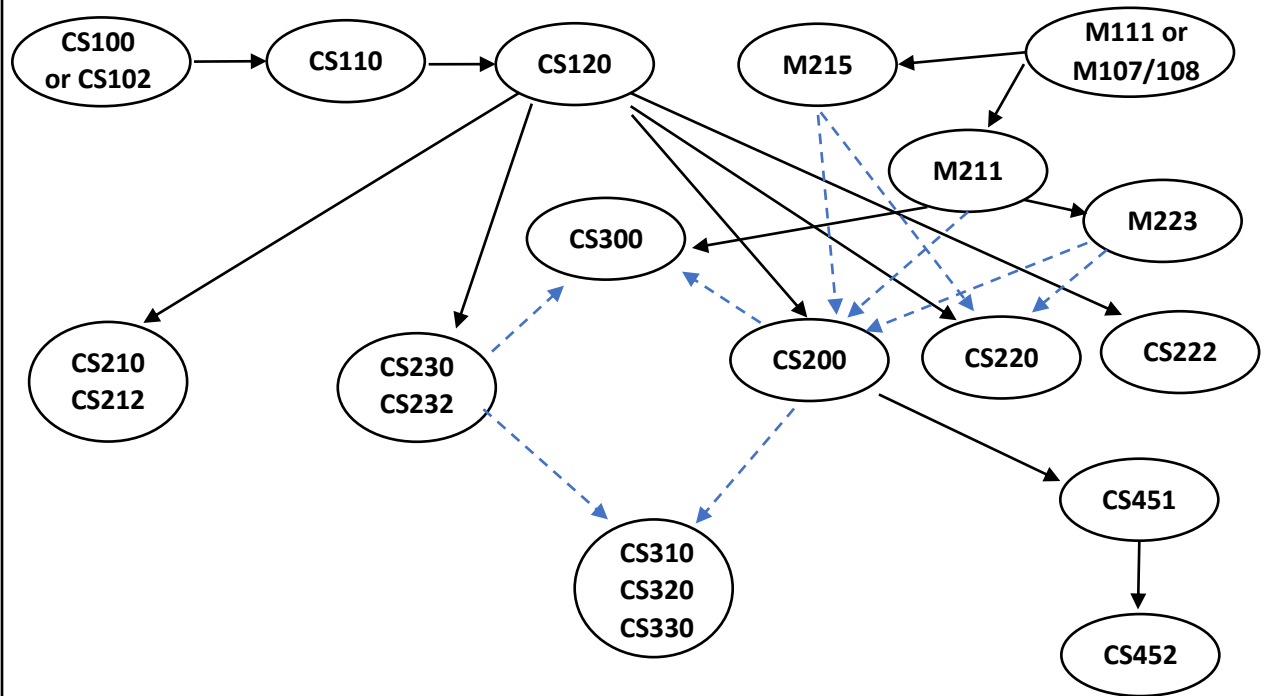 CS100
or CS102
CS110
CS120
M215
M111 or
M107/108
M211
M223
CS300
CS210
CS212
CS230
CS232
CS200
CS220
CS222
CS451
CS310
CS320
CS330
CS452